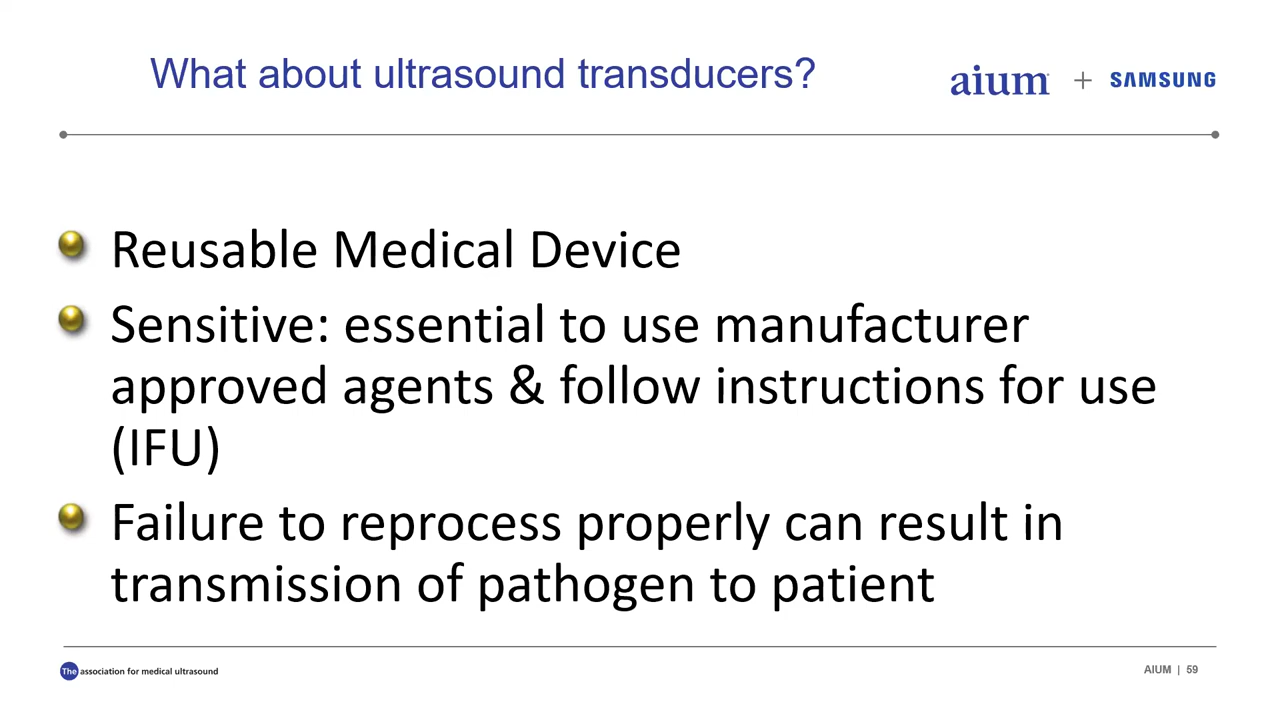 What about ultrasound transducers?
aium + SAMSUNG
Reusable Medical Device
Sensitive: essential to use manufacturer
approved agents & follow instructions for use
(IFU)
Failure to reprocess properly can result in
transmission of pathogen to patient
The association for medical ultrasound
AIUM | 59